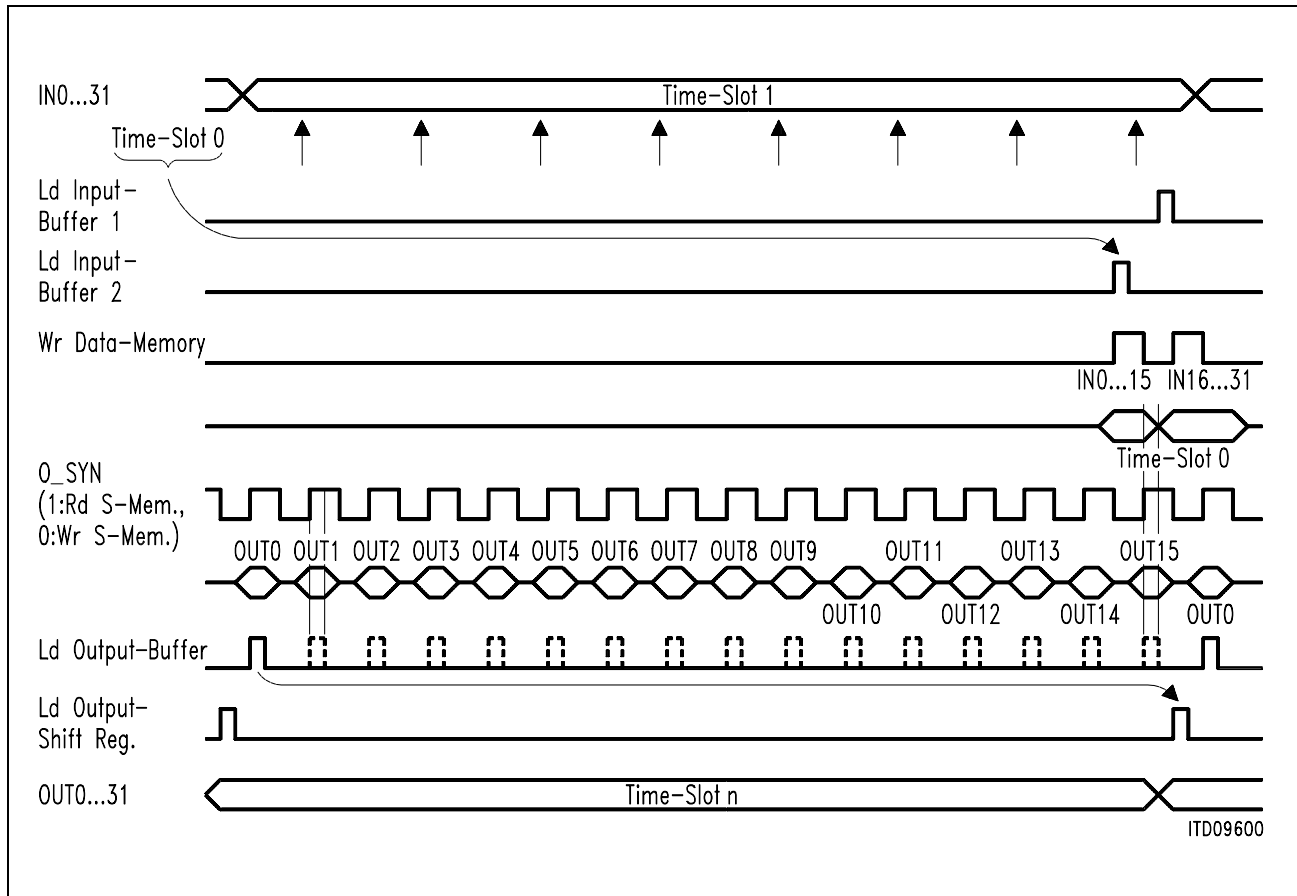 IN0...31
Time-Slot 1
Time-Slot 0
Ld Input-
Buffer 1
Ld Input-
Buffer 2
Wr Data-Memory
IN0...15 IN16...31
Time-Slot 0
O_SYN
(1:Rd S-Mem.,
0:Wr S-Mem.)
OUT0 OUT1 OUT2 OUT3 OUT4 OUT5 OUT6 OUT7 OUT8 OUT9 OUT11 OUT13 OUT15
OUT10 OUT12 OUT14 OUT0
Ld Output-Buffer
Ld Output-
Shift Reg.
OUT0...31
Time-Slot n
ITD09600